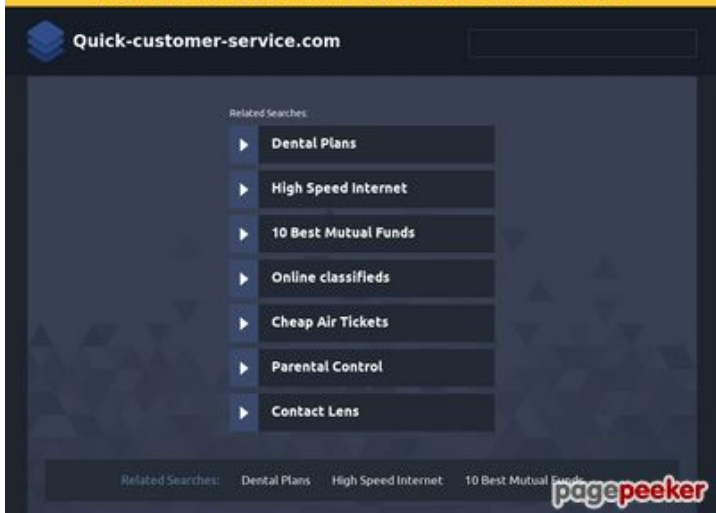 Quick-customer-service.com
Related Searches:
Dental Plans
High Speed Internet
10 Best Mutual Funds
Online classifieds
Cheap Air Tickets
Parental Control
Contact Lens
Related Searches: Dental Plans High Speed Internet 10 Best Mutual Funds
pagepeeker